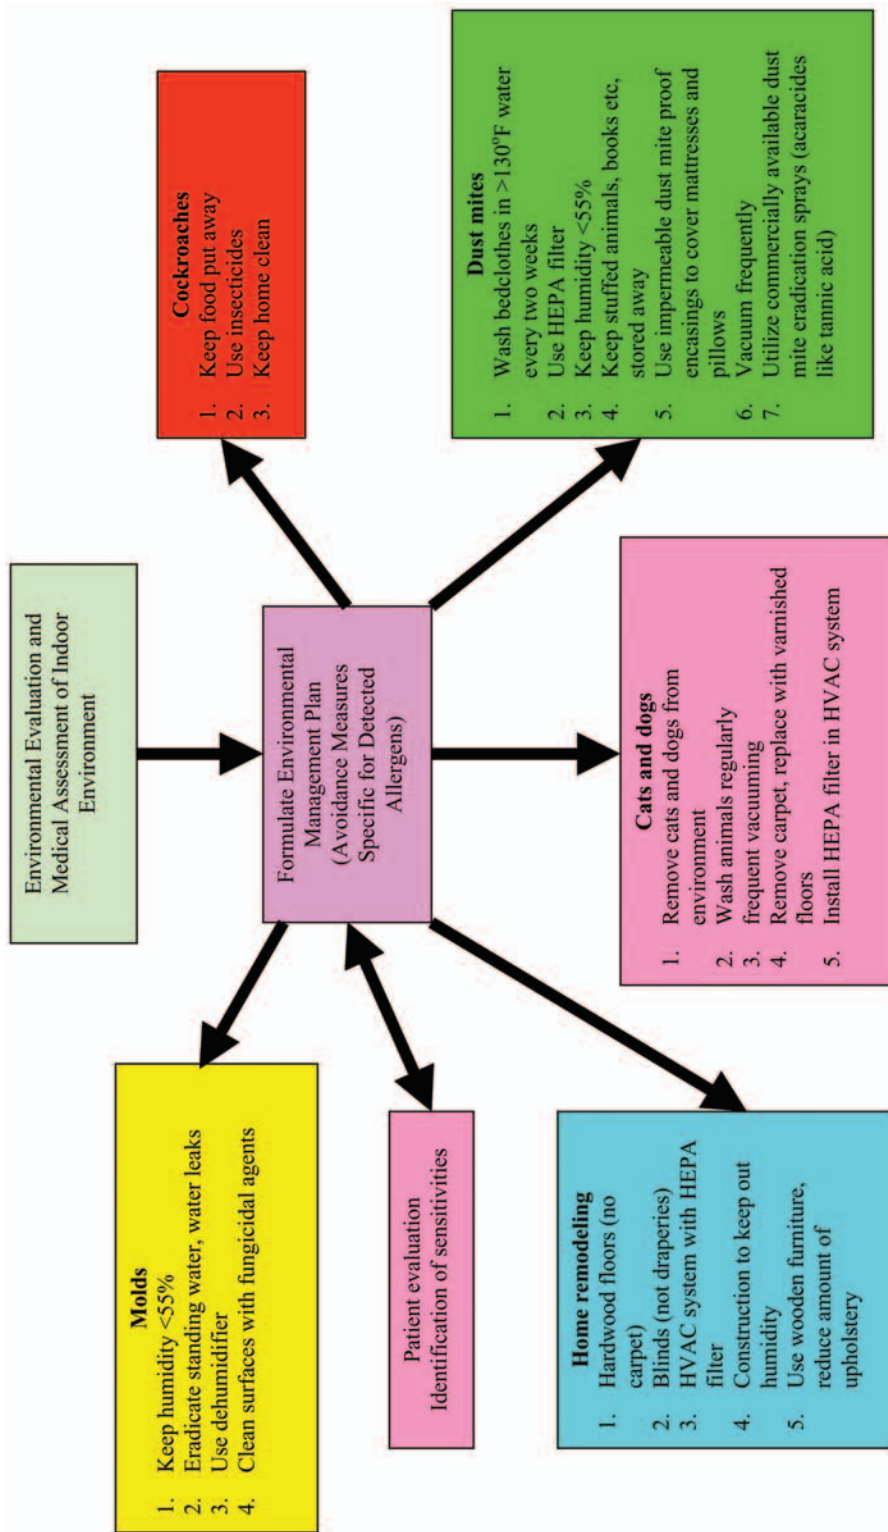 Environmental Evaluation and
Medical Assessment of Indoor
Environment
Molds
1. Keep humidity <55%
2. Eradicate standing water, water leaks
3. Use dehumidifier
4. Clean surfaces with fungicidal agents
Cockroaches
1. Keep food put away
2. Use insecticides
3. Keep home clean
Formulate Environmental
Management Plan
(Avoidance Measures
Specific for Detected
Allergens)
Patient evaluation
Identification of sensitivities
Home remodeling
1. Hardwood floors (no
carpet)
2. Blinds (not draperies)
3. HVAC system with HEPA
filter
4. Construction to keep out
humidity
5. Use wooden furniture,
reduce amount of
upholstery
Cats and dogs
1. Remove cats and dogs from
environment
2. Wash animals regularly
3. frequent vacuuming
4. Remove carpet, replace with varnished
floors
5. Install HEPA filter in HVAC system
Dust mites
1. Wash bedclothes in >130°F water
every two weeks
2. Use HEPA filter
3. Keep humidity <55%
4. Keep stuffed animals, books etc,
stored away
5. Use impermeable dust mite proof
encasings to cover mattresses and
pillows
6. Vacuum frequently
7. Utilize commercially available dust
mite eradication sprays (acaracides
like tannic acid)